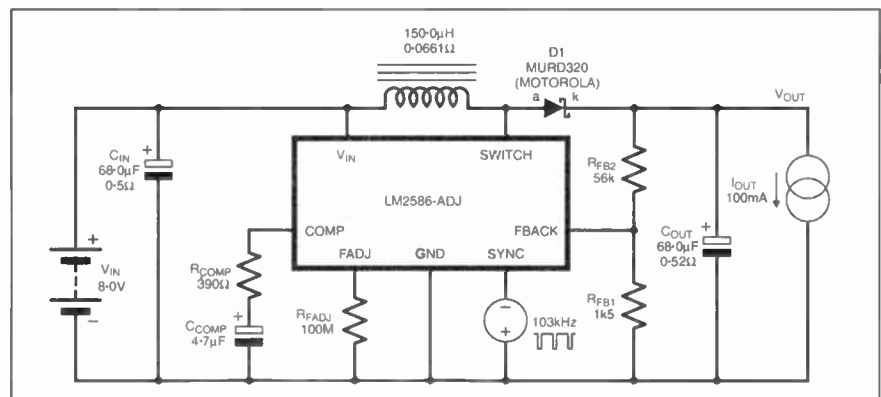 150·0μH
0·0661Ω
D1
MURD320
(MOTOROLA)
a k
VOUT
CIN
68·0μF
0·5Ω
+
VIN
SWITCH
RFB2
56k
LM2586-ADJ
IOUT
100mA
COMP
FBACK
FADJ
GND
SYNC
COUT
68·0μF
0·52Ω
+
+
VIN
8·0V
−
RCOMP
390Ω
CCOMP
4·7μF
+
RFADJ
100M
−
+
103kHz
RFB1
1k5